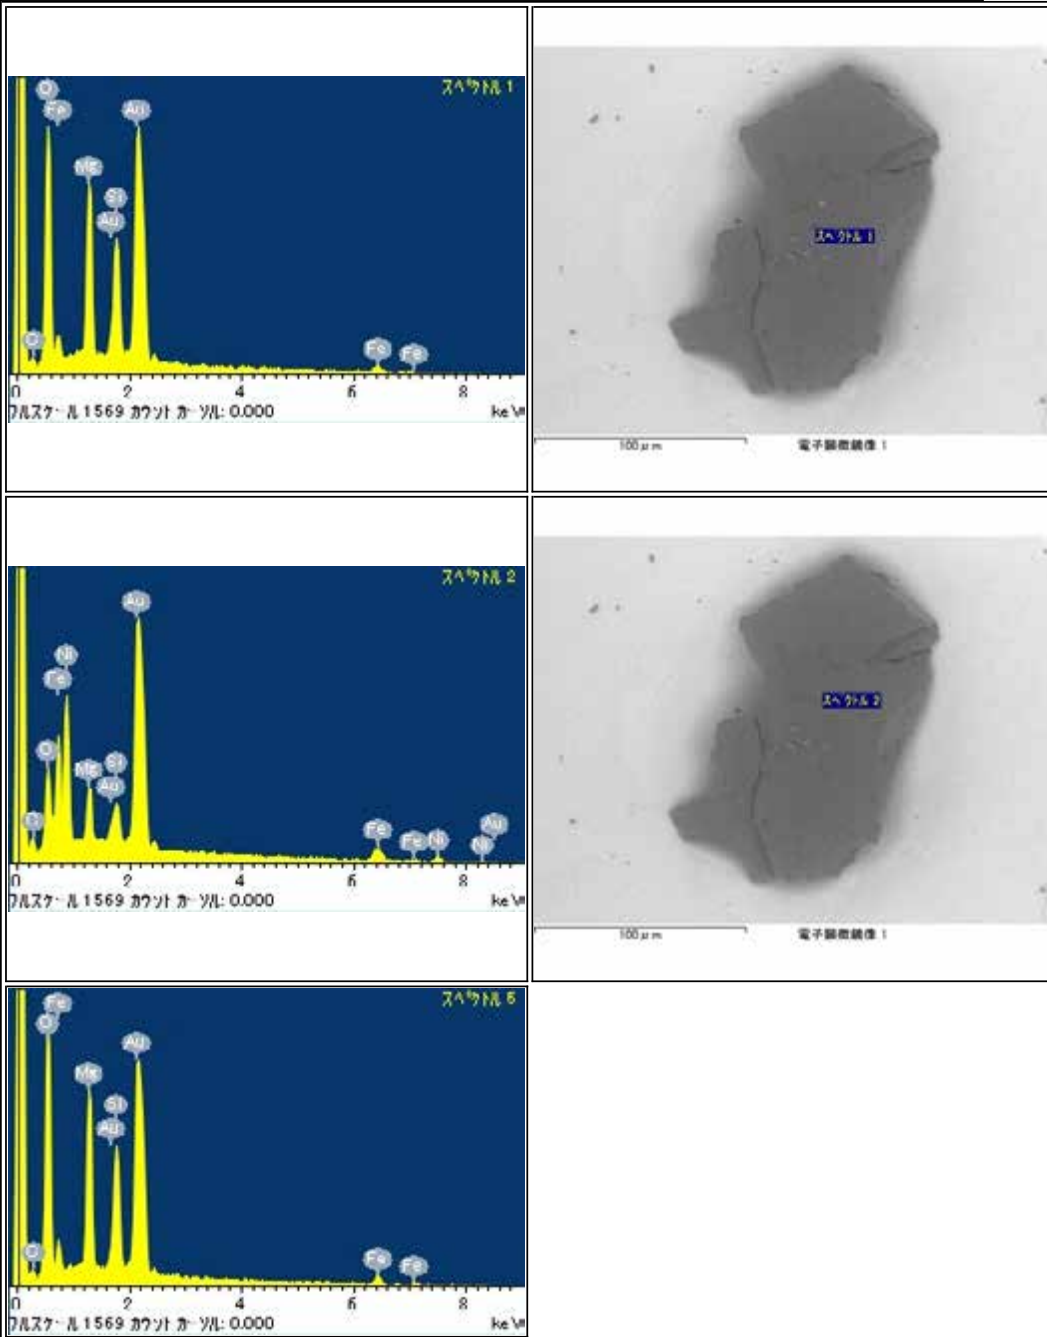 スペクトル 1
O
Fe
Au
Mg
Si
Au
C
Fe
Fe
0 2 4 6 8
フルスケール 1569 カウント カーソル: 0.000 keV
スペクトル 1
100μm 電子顕微鏡像 1
スペクトル 2
Au
Ni
Fe
O
Mg
Si
Au
C
Fe
Fe
Ni
Au
Ni
0 2 4 6 8
フルスケール 1569 カウント カーソル: 0.000 keV
スペクトル 2
100μm 電子顕微鏡像 1
スペクトル 5
Fe
O
Au
Mg
Si
Au
C
Fe
Fe
0 2 4 6 8
フルスケール 1569 カウント カーソル: 0.000 keV